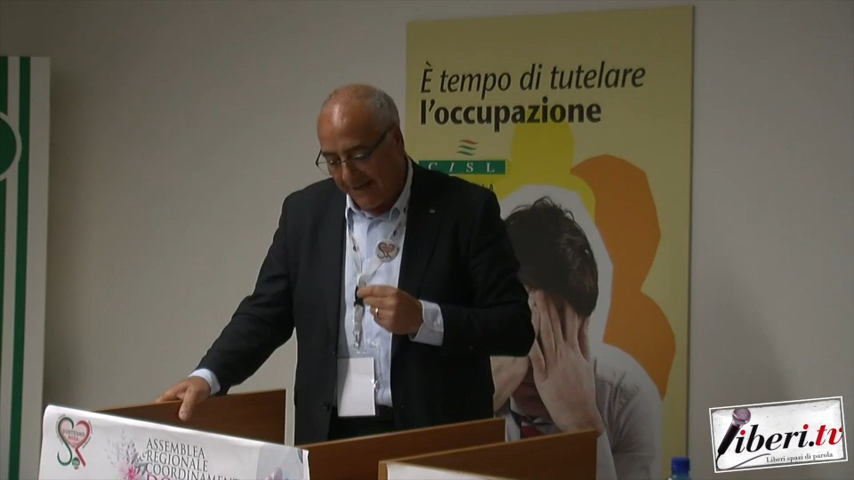 È tempo di tutelare
l'occupazione
CISL
ASSEMBLEA
REGIONALE
COORDINAMENT
liberi.tv
Liberi spazi di parola